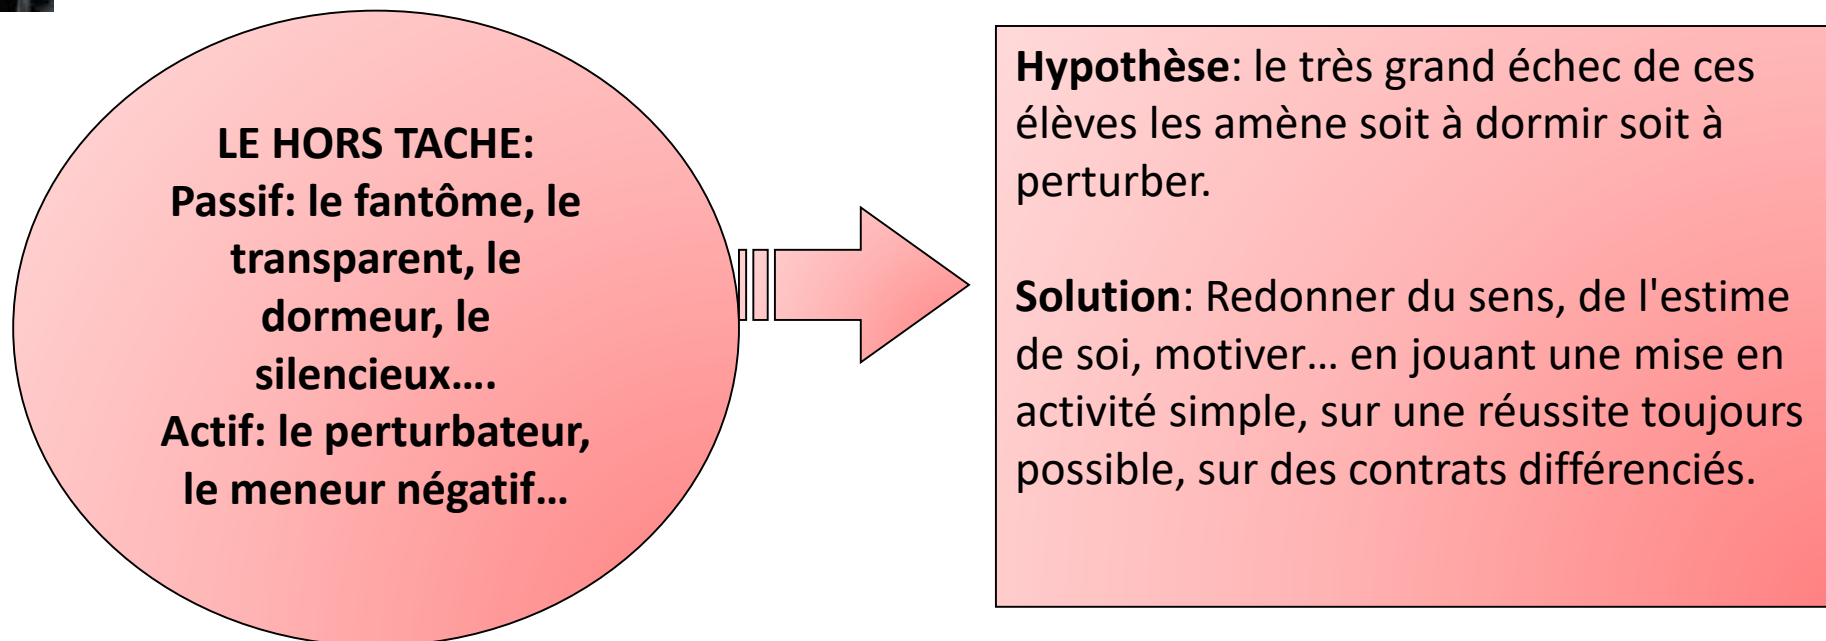 LE HORS TACHE:
Passif: le fantôme, le
transparent, le
dormeur, le
silencieux….
Actif: le perturbateur,
le meneur négatif…
Hypothèse: le très grand échec de ces
élèves les amène soit à dormir soit à
perturber.
Solution: Redonner du sens, de l'estime
de soi, motiver… en jouant une mise en
activité simple, sur une réussite toujours
possible, sur des contrats différenciés.